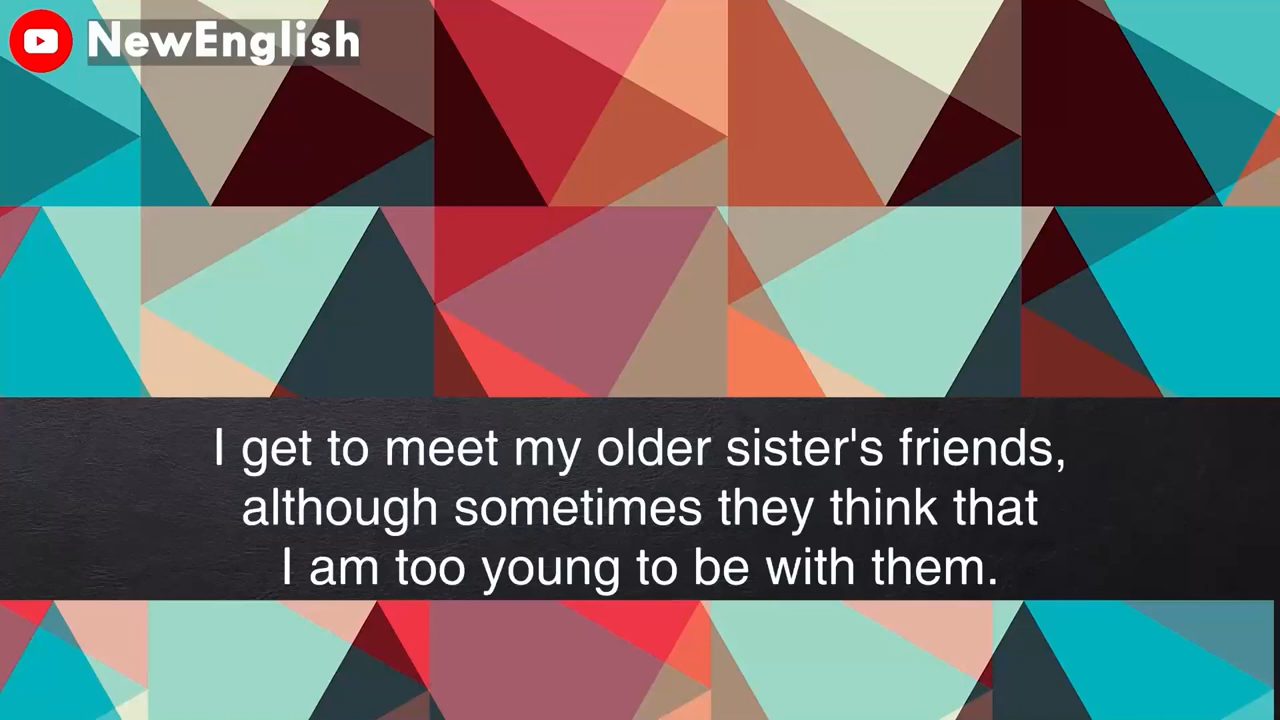 NewEnglish
I get to meet my older sister's friends,
although sometimes they think that
I am too young to be with them.